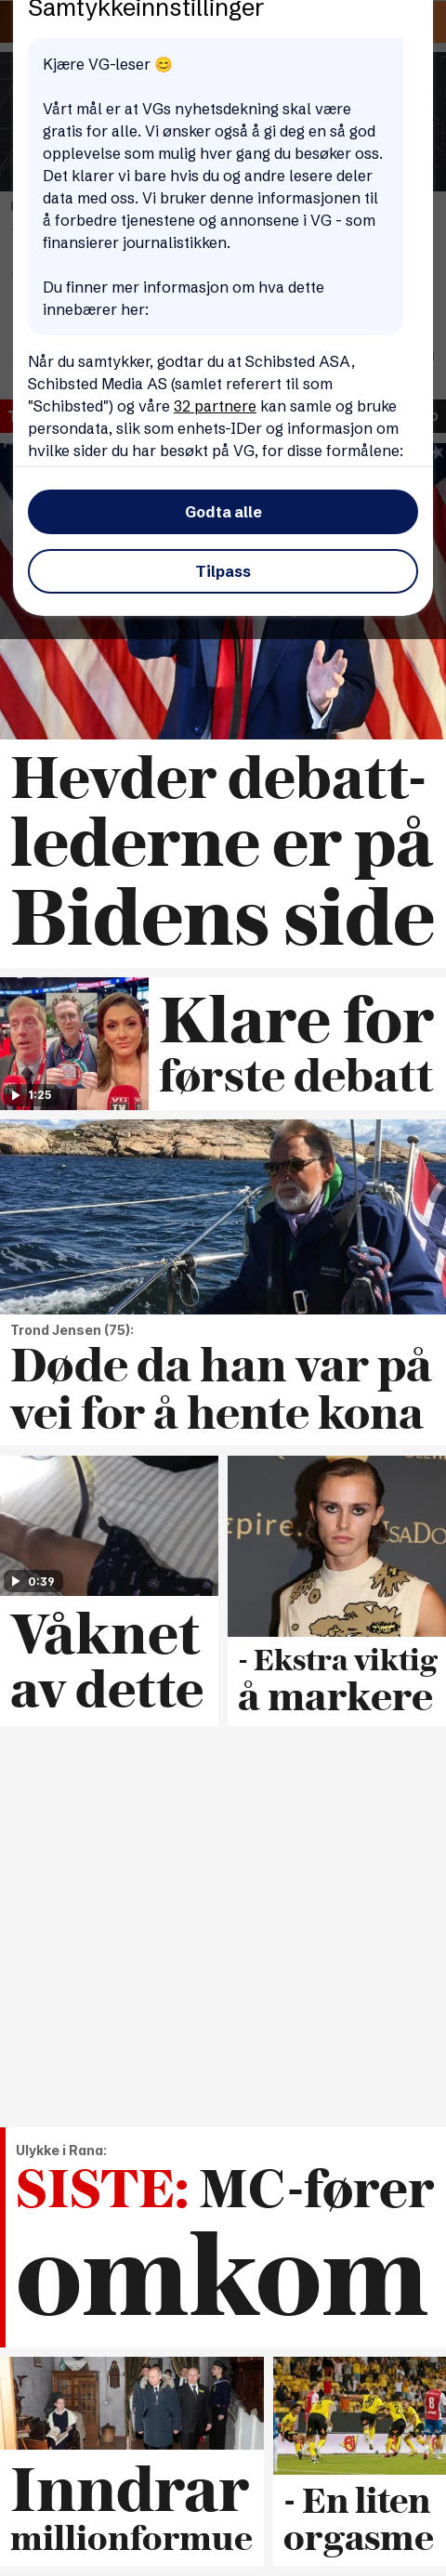 Samtykkeinnstillinger
Kjære VG-leser 😊
Vårt mål er at VGs nyhetsdekning skal være
gratis for alle. Vi ønsker også å gi deg en så god
opplevelse som mulig hver gang du besøker oss.
Det klarer vi bare hvis du og andre lesere deler
data med oss. Vi bruker denne informasjonen til
å forbedre tjenestene og annonsene i VG - som
finansierer journalistikken.
Du finner mer informasjon om hva dette
innebærer her:
Når du samtykker, godtar du at Schibsted ASA,
Schibsted Media AS (samlet referert til som
"Schibsted") og våre 32 partnere kan samle og bruke
persondata, slik som enhets-IDer og informasjon om
hvilke sider du har besøkt på VG, for disse formålene:
Godta alle
Tilpass
Hevder debatt-
lederne er på
Bidens side
1:25
Klare for
første debatt
Trond Jensen (75):
Døde da han var på
vei for å hente kona
0:39
Våknet
av dette
- Ekstra viktig
å markere
Ulykke i Rana:
SISTE: MC-fører
omkom
Inndrar
millionformue
- En liten
orgasme